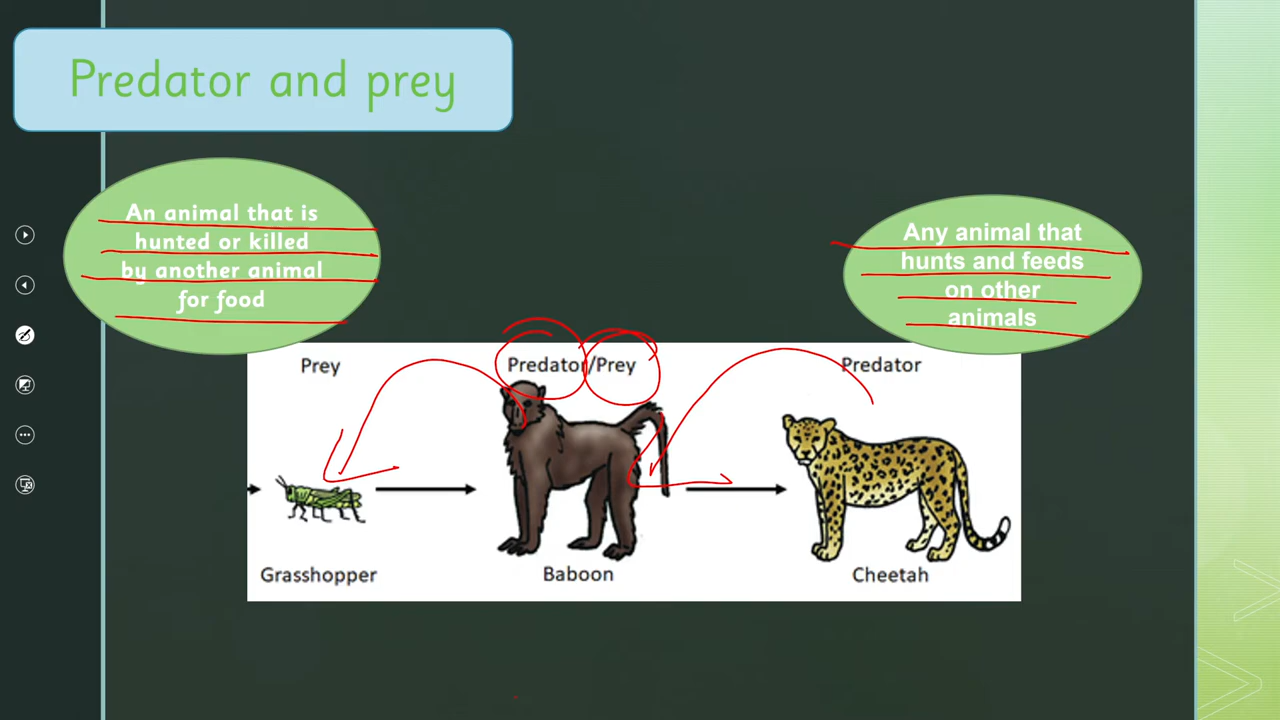 Predator and prey
An animal that is
hunted or killed
by another animal
for food
Any animal that
hunts and feeds
on other
animals
Prey
Predator/Prey
Predator
Grasshopper
Baboon
Cheetah